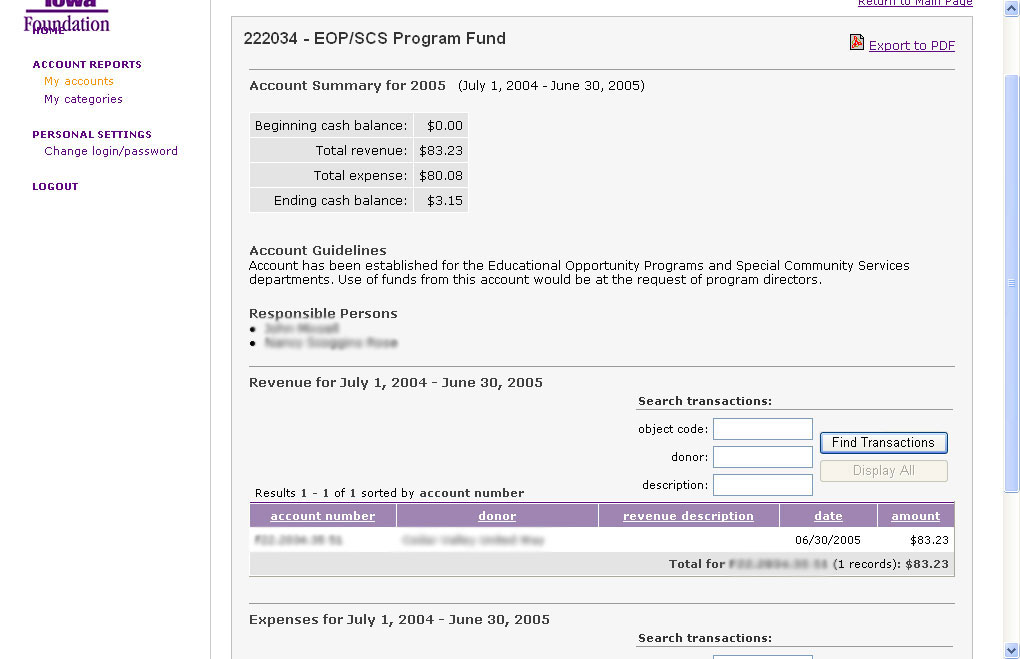 Iowa
Foundation
HOME
ACCOUNT REPORTS
My accounts
My categories
PERSONAL SETTINGS
Change login/password
LOGOUT
Return to Main Page
222034 - EOP/SCS Program Fund
Export to PDF
Account Summary for 2005 (July 1, 2004 - June 30, 2005)
Beginning cash balance: $0.00
Total revenue: $83.23
Total expense: $80.08
Ending cash balance: $3.15
Account Guidelines
Account has been established for the Educational Opportunity Programs and Special Community Services
departments. Use of funds from this account would be at the request of program directors.
Responsible Persons
Revenue for July 1, 2004 - June 30, 2005
Search transactions:
object code:
Find Transactions
donor:
Display All
description:
Results 1 - 1 of 1 sorted by account number
account number donor revenue description date amount
06/30/2005 $83.23
Total for (1 records): $83.23
Expenses for July 1, 2004 - June 30, 2005
Search transactions: